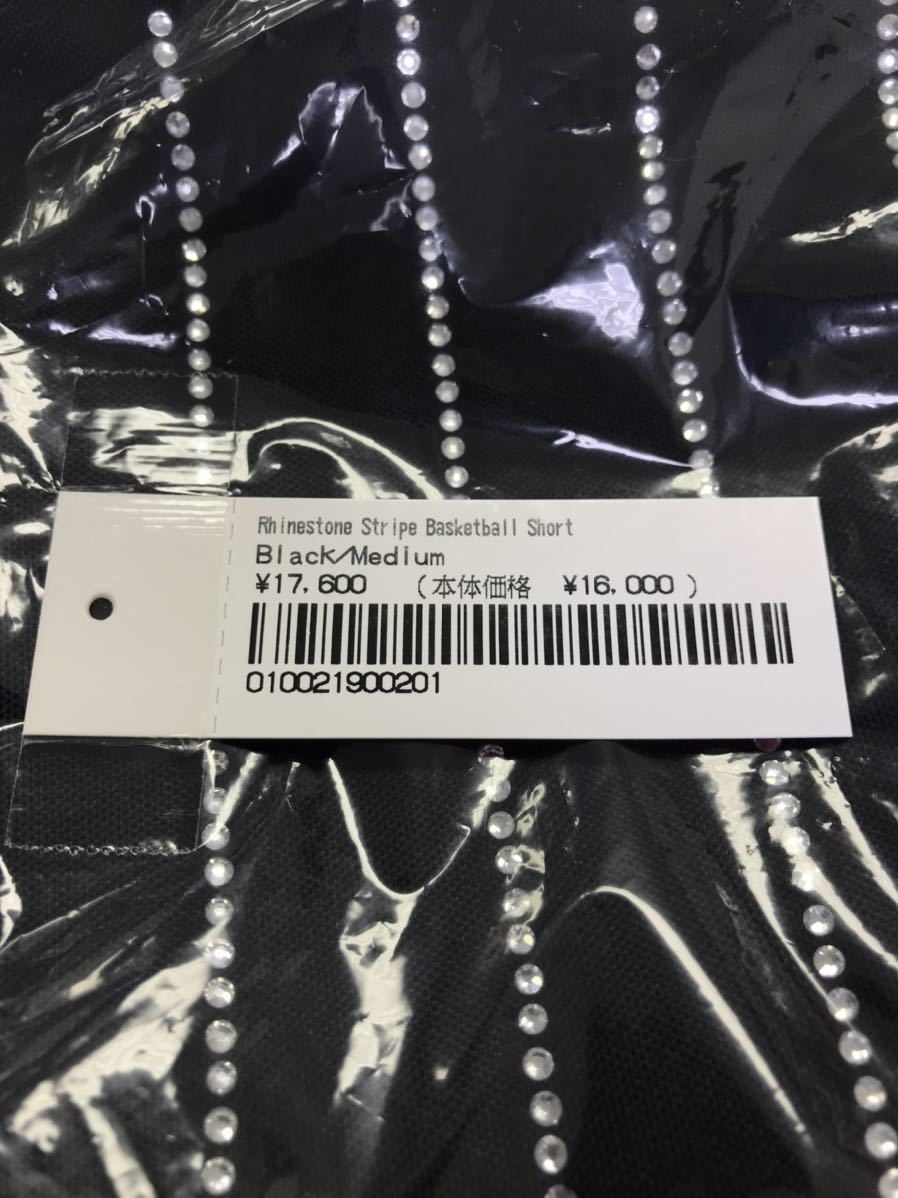 Rhinestone Stripe Basketball Short
Black/Medium
¥17,600 (本体価格 ¥16,000)
010021900201